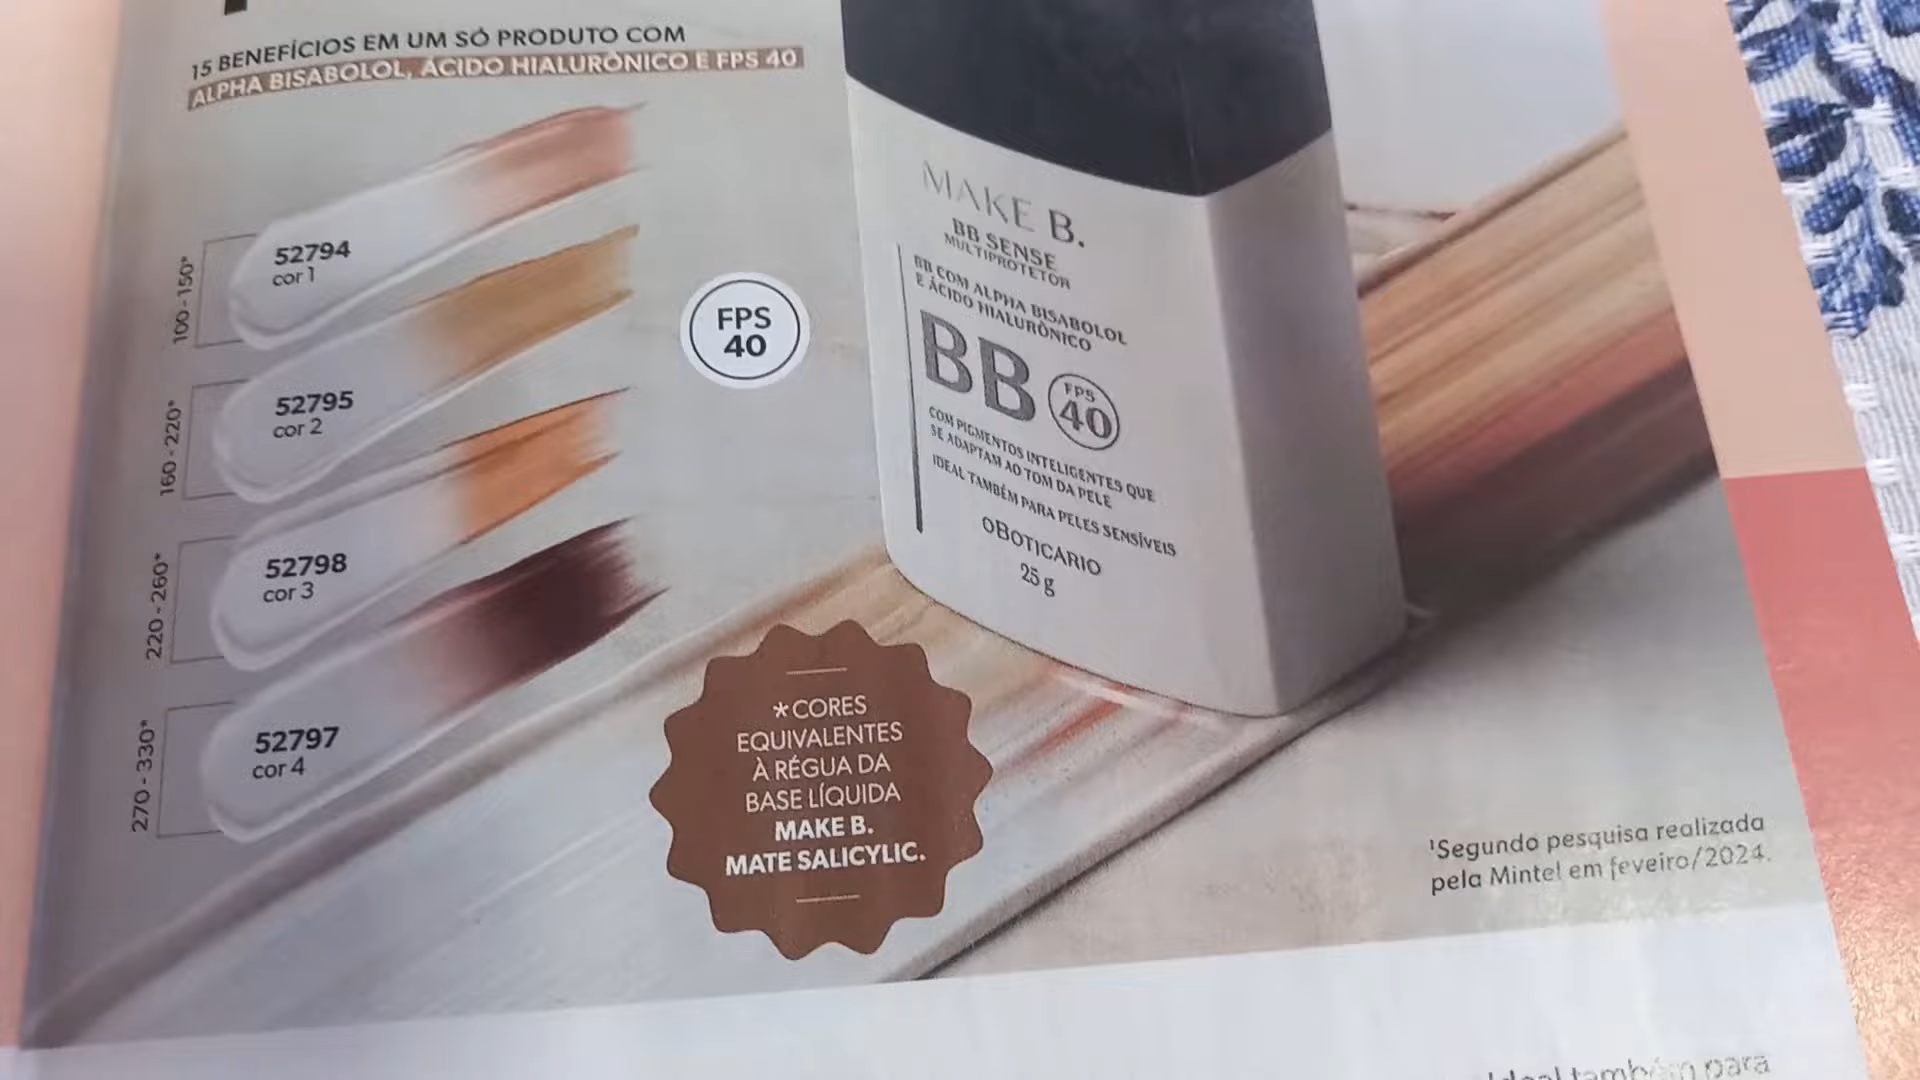 15 BENEFÍCIOS EM UM SÓ PRODUTO COM
ALPHA BISABOLOL, ÁCIDO HIALURÔNICO E FPS 40
100 - 150*
52794
cor 1
160 - 220*
52795
cor 2
220 - 260*
52798
cor 3
270 - 330*
52797
cor 4
FPS
40
MAKE B.
BB SENSE
MULTIPROTETOR
BB COM ALPHA BISABOLOL
E ÁCIDO HIALURÔNICO
BB
FPS
40
COM PIGMENTOS INTELIGENTES QUE
SE ADAPTAM AO TOM DA PELE
IDEAL TAMBÉM PARA PELES SENSÍVEIS
OBOTICÁRIO
25 g
*CORES
EQUIVALENTES
À RÉGUA DA
BASE LÍQUIDA
MAKE B.
MATE SALICYLIC.
¹Segundo pesquisa realizada
pela Mintel em feveiro/2024.
Ideal também para